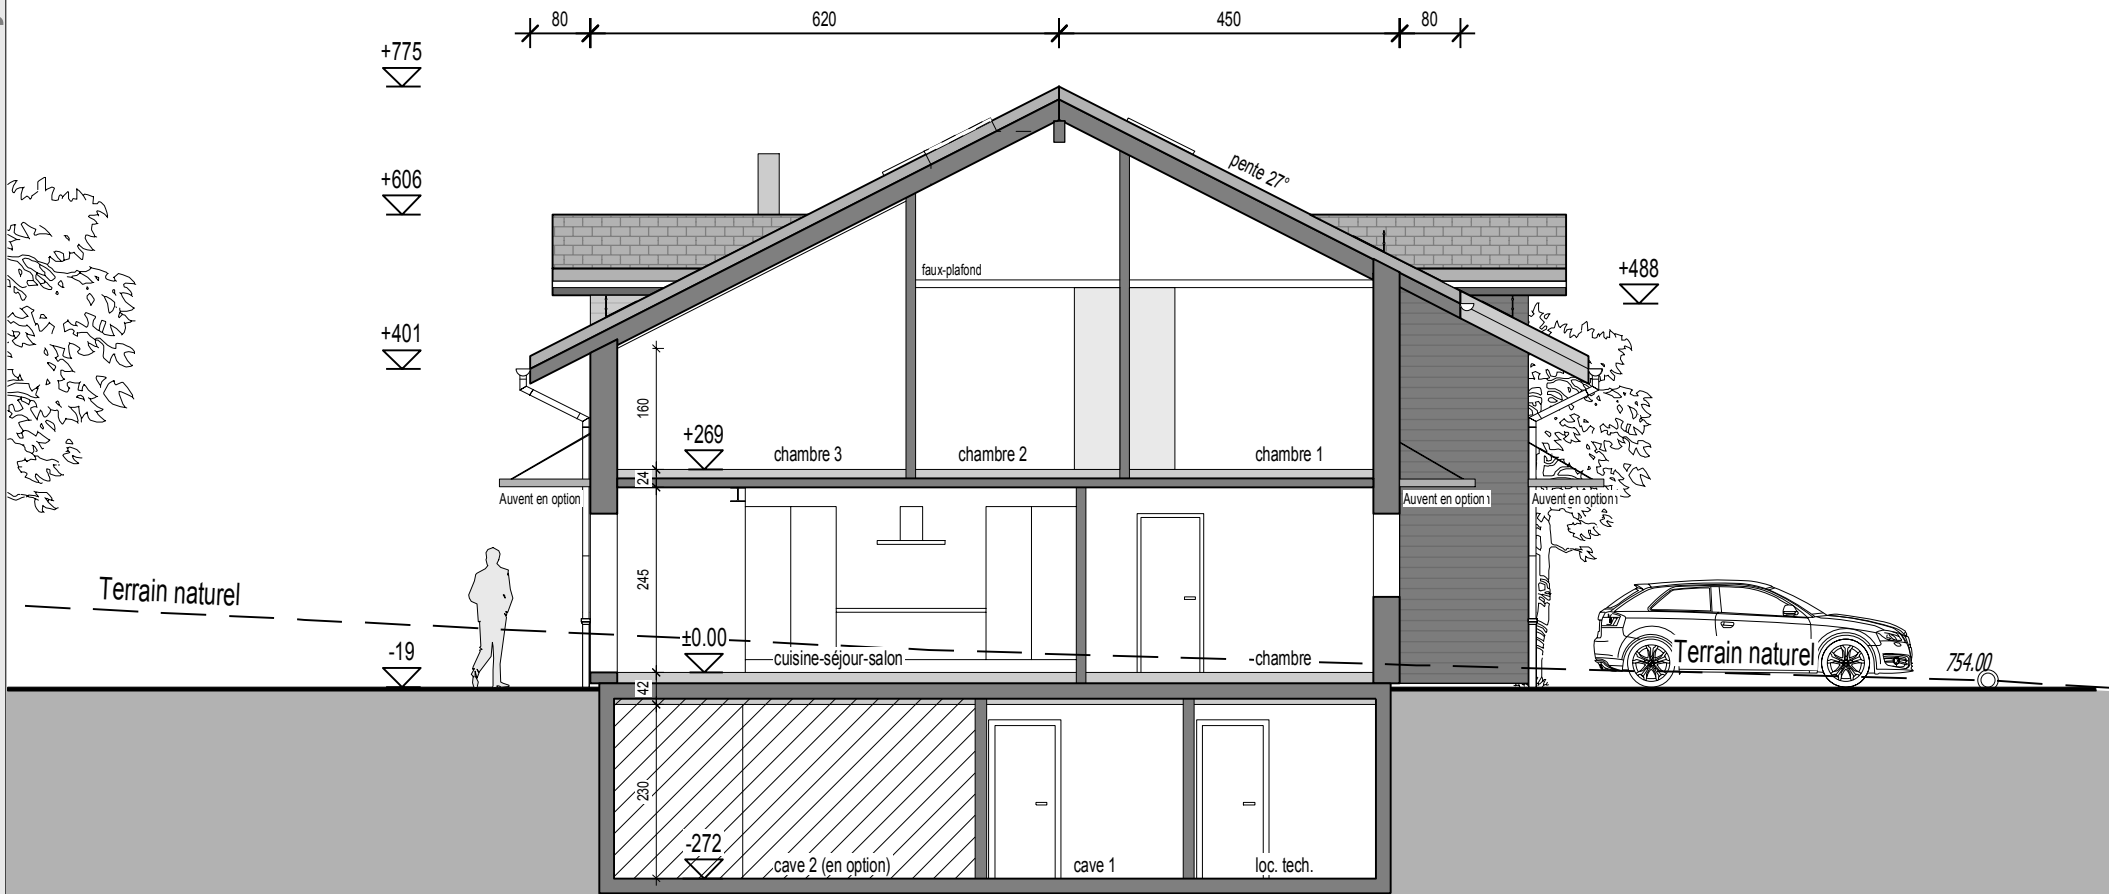 80
620
450
80
+775
+606
+401
-19
pente 27°
faux-plafond
+488
160
+269
chambre 3
chambre 2
chambre 1
24
Auvent en option
Auvent en option
Auvent en option
245
Terrain naturel
±0.00
cuisine-séjour-salon
chambre
Terrain naturel
754.00
42
230
-272
cave 2 (en option)
cave 1
loc. tech.